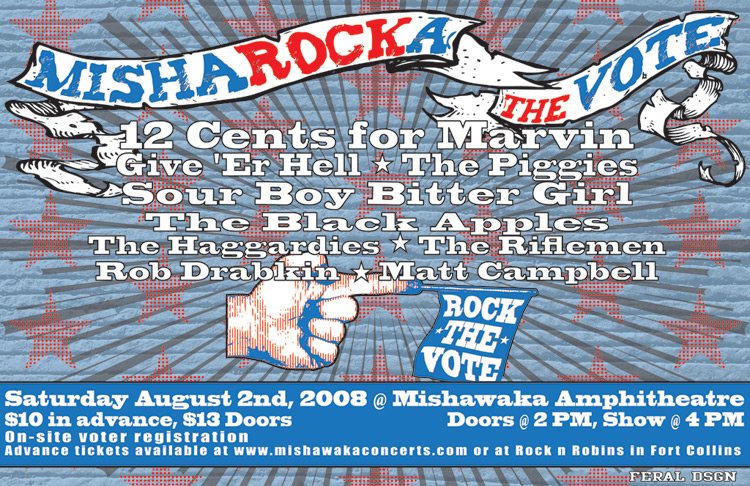 MISHAROCKA
THE VOTE
12 Cents for Marvin
Give 'Er Hell ★ The Piggies
Sour Boy Bitter Girl
The Black Apples
The Haggardies ★ The Riflemen
Rob Drabkin ★ Matt Campbell
ROCK
★THE★
VOTE
Saturday August 2nd, 2008 @ Mishawaka Amphitheatre
$10 in advance, $13 Doors Doors @ 2 PM, Show @ 4 PM
On-site voter registration
Advance tickets available at www.mishawakaconcerts.com or at Rock n Robins in Fort Collins
FERAL DSGN